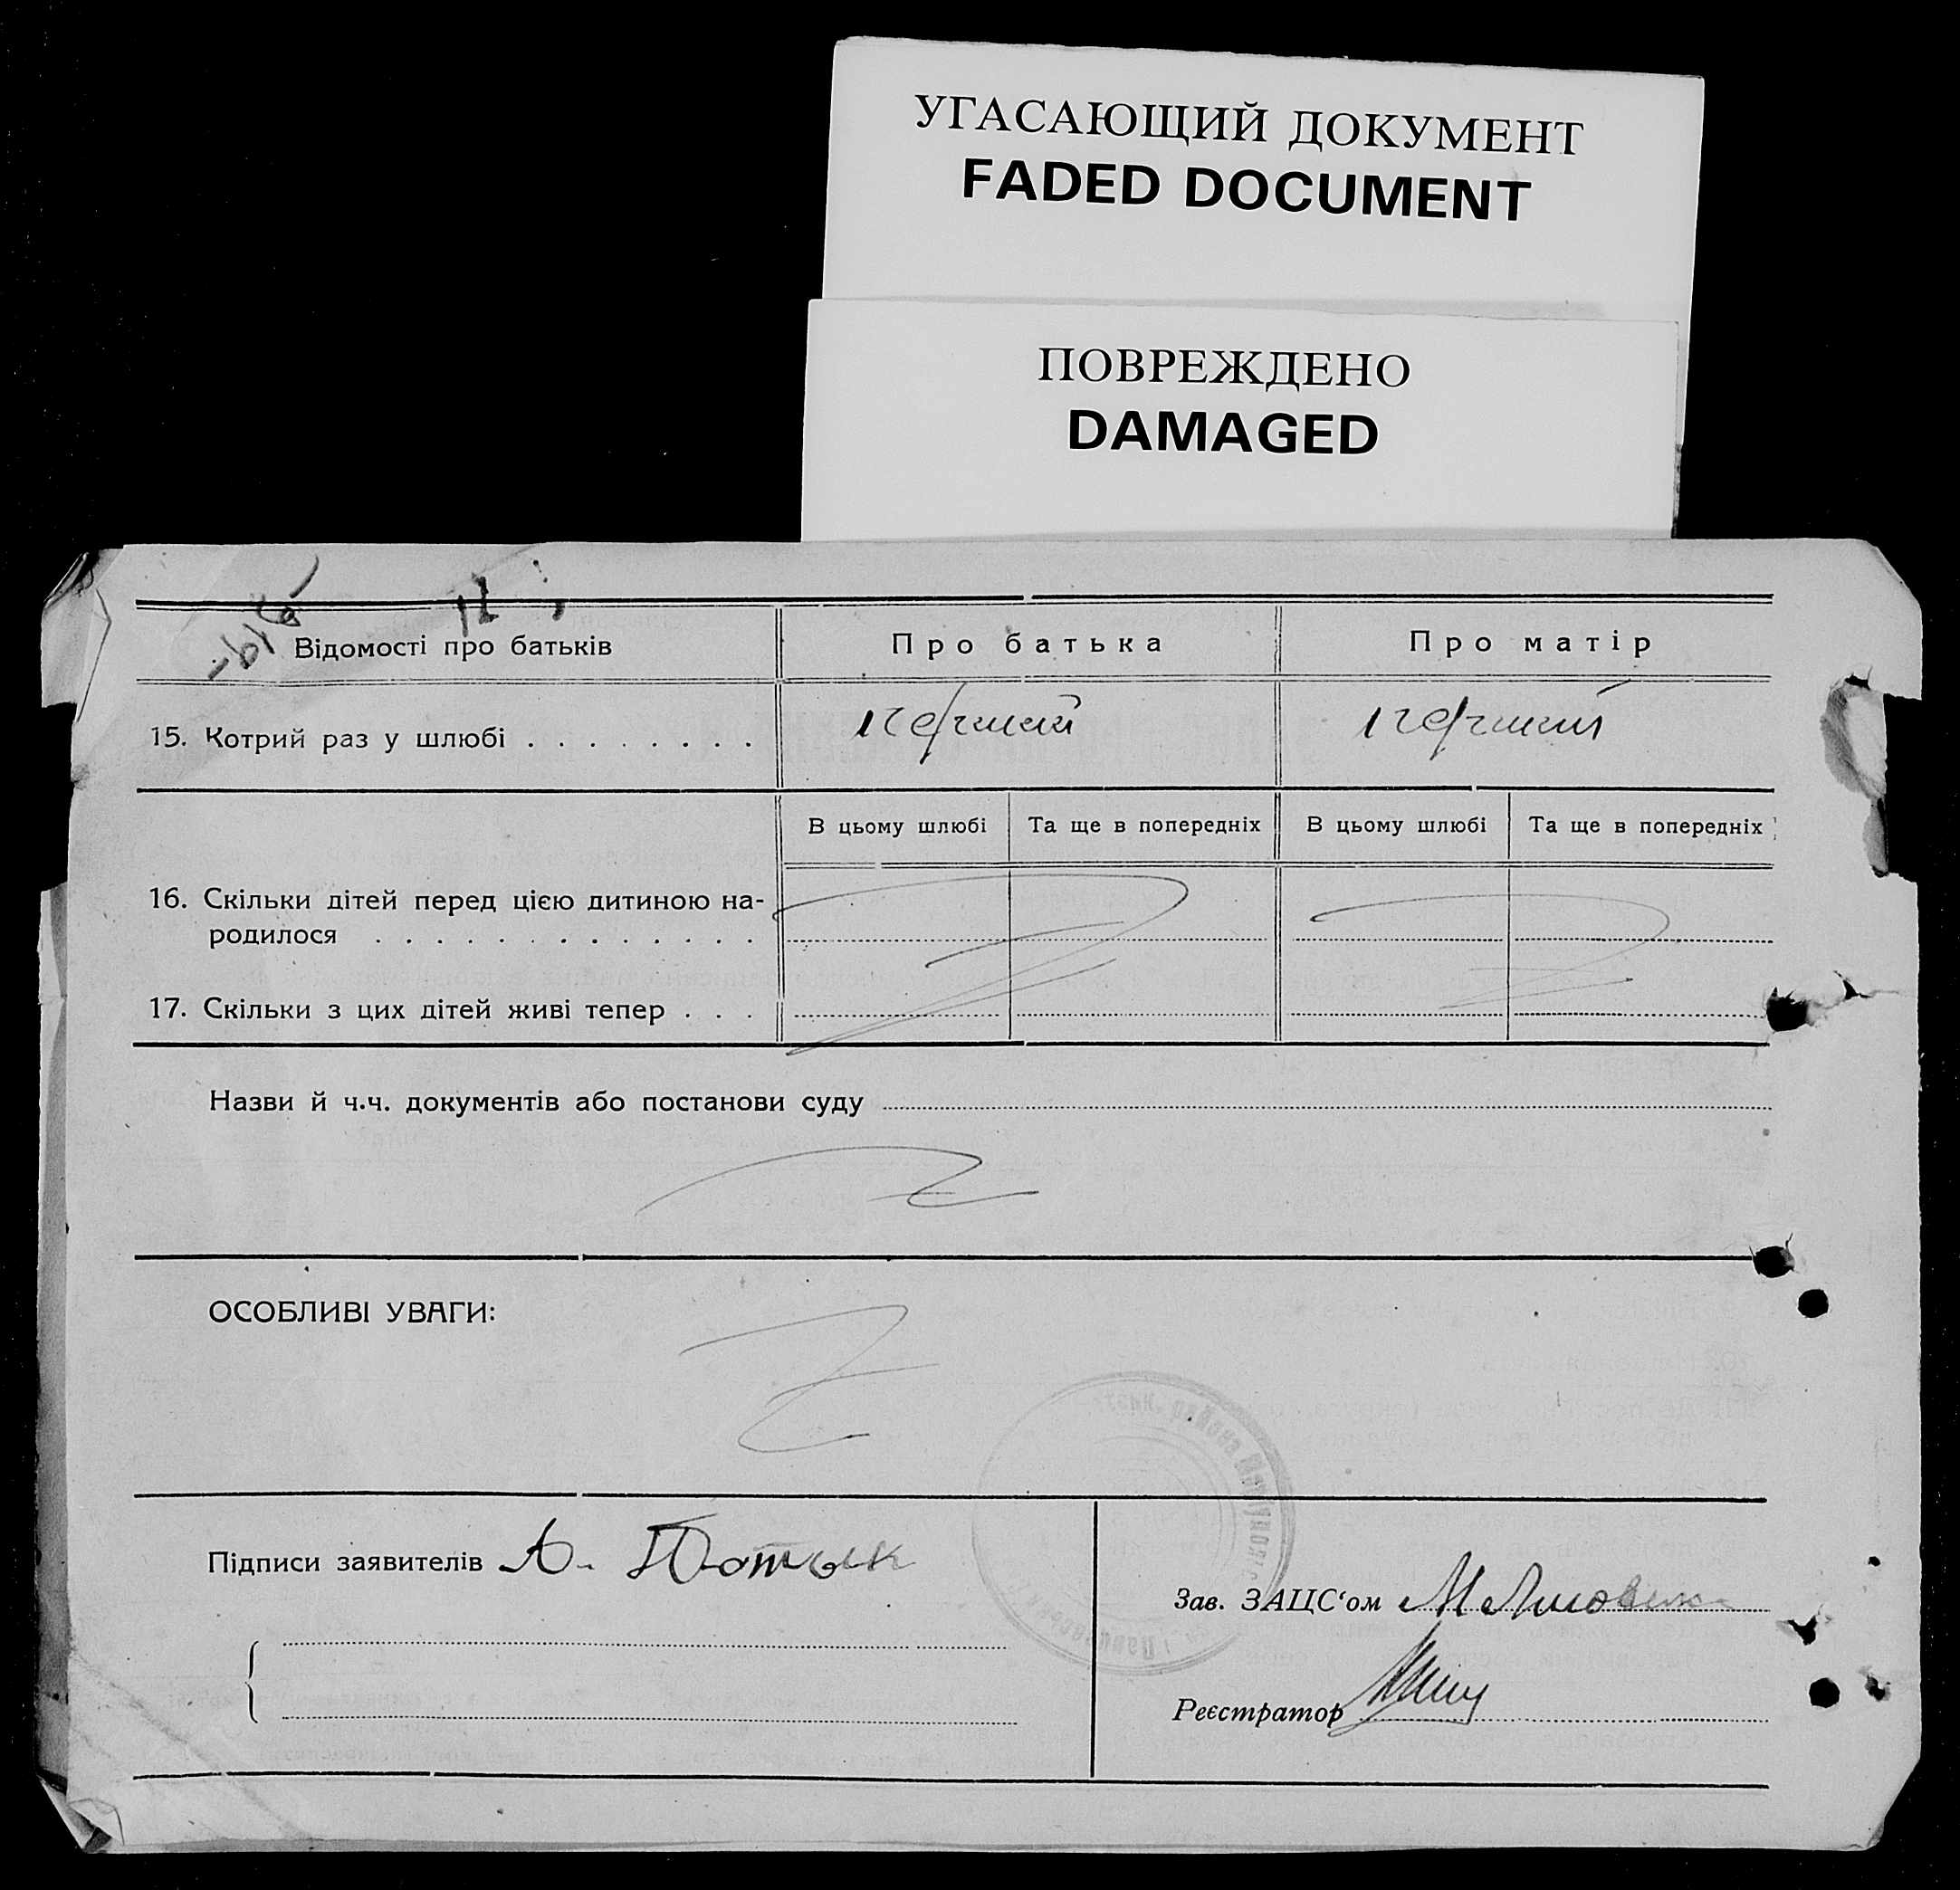 УГАСАЮЩИЙ ДОКУМЕНТ
FADED DOCUMENT
ПОВРЕЖДЕНО
DAMAGED
Відомості про батьків
Про батька
Про матір
15. Котрий раз у шлюбі . . . . . . . .
перший
перший
В цьому шлюбі
Та ще в попередніх
В цьому шлюбі
Та ще в попередніх
16. Скільки дітей перед цією дитиною на-
родилося . . . . . . . . . . . . .
17. Скільки з цих дітей живі тепер . . .
Назви й ч.ч. документів або постанови суду
ОСОБЛИВІ УВАГИ:
Підписи заявителів
Зав. ЗАЦС‘ом
Реєстратор